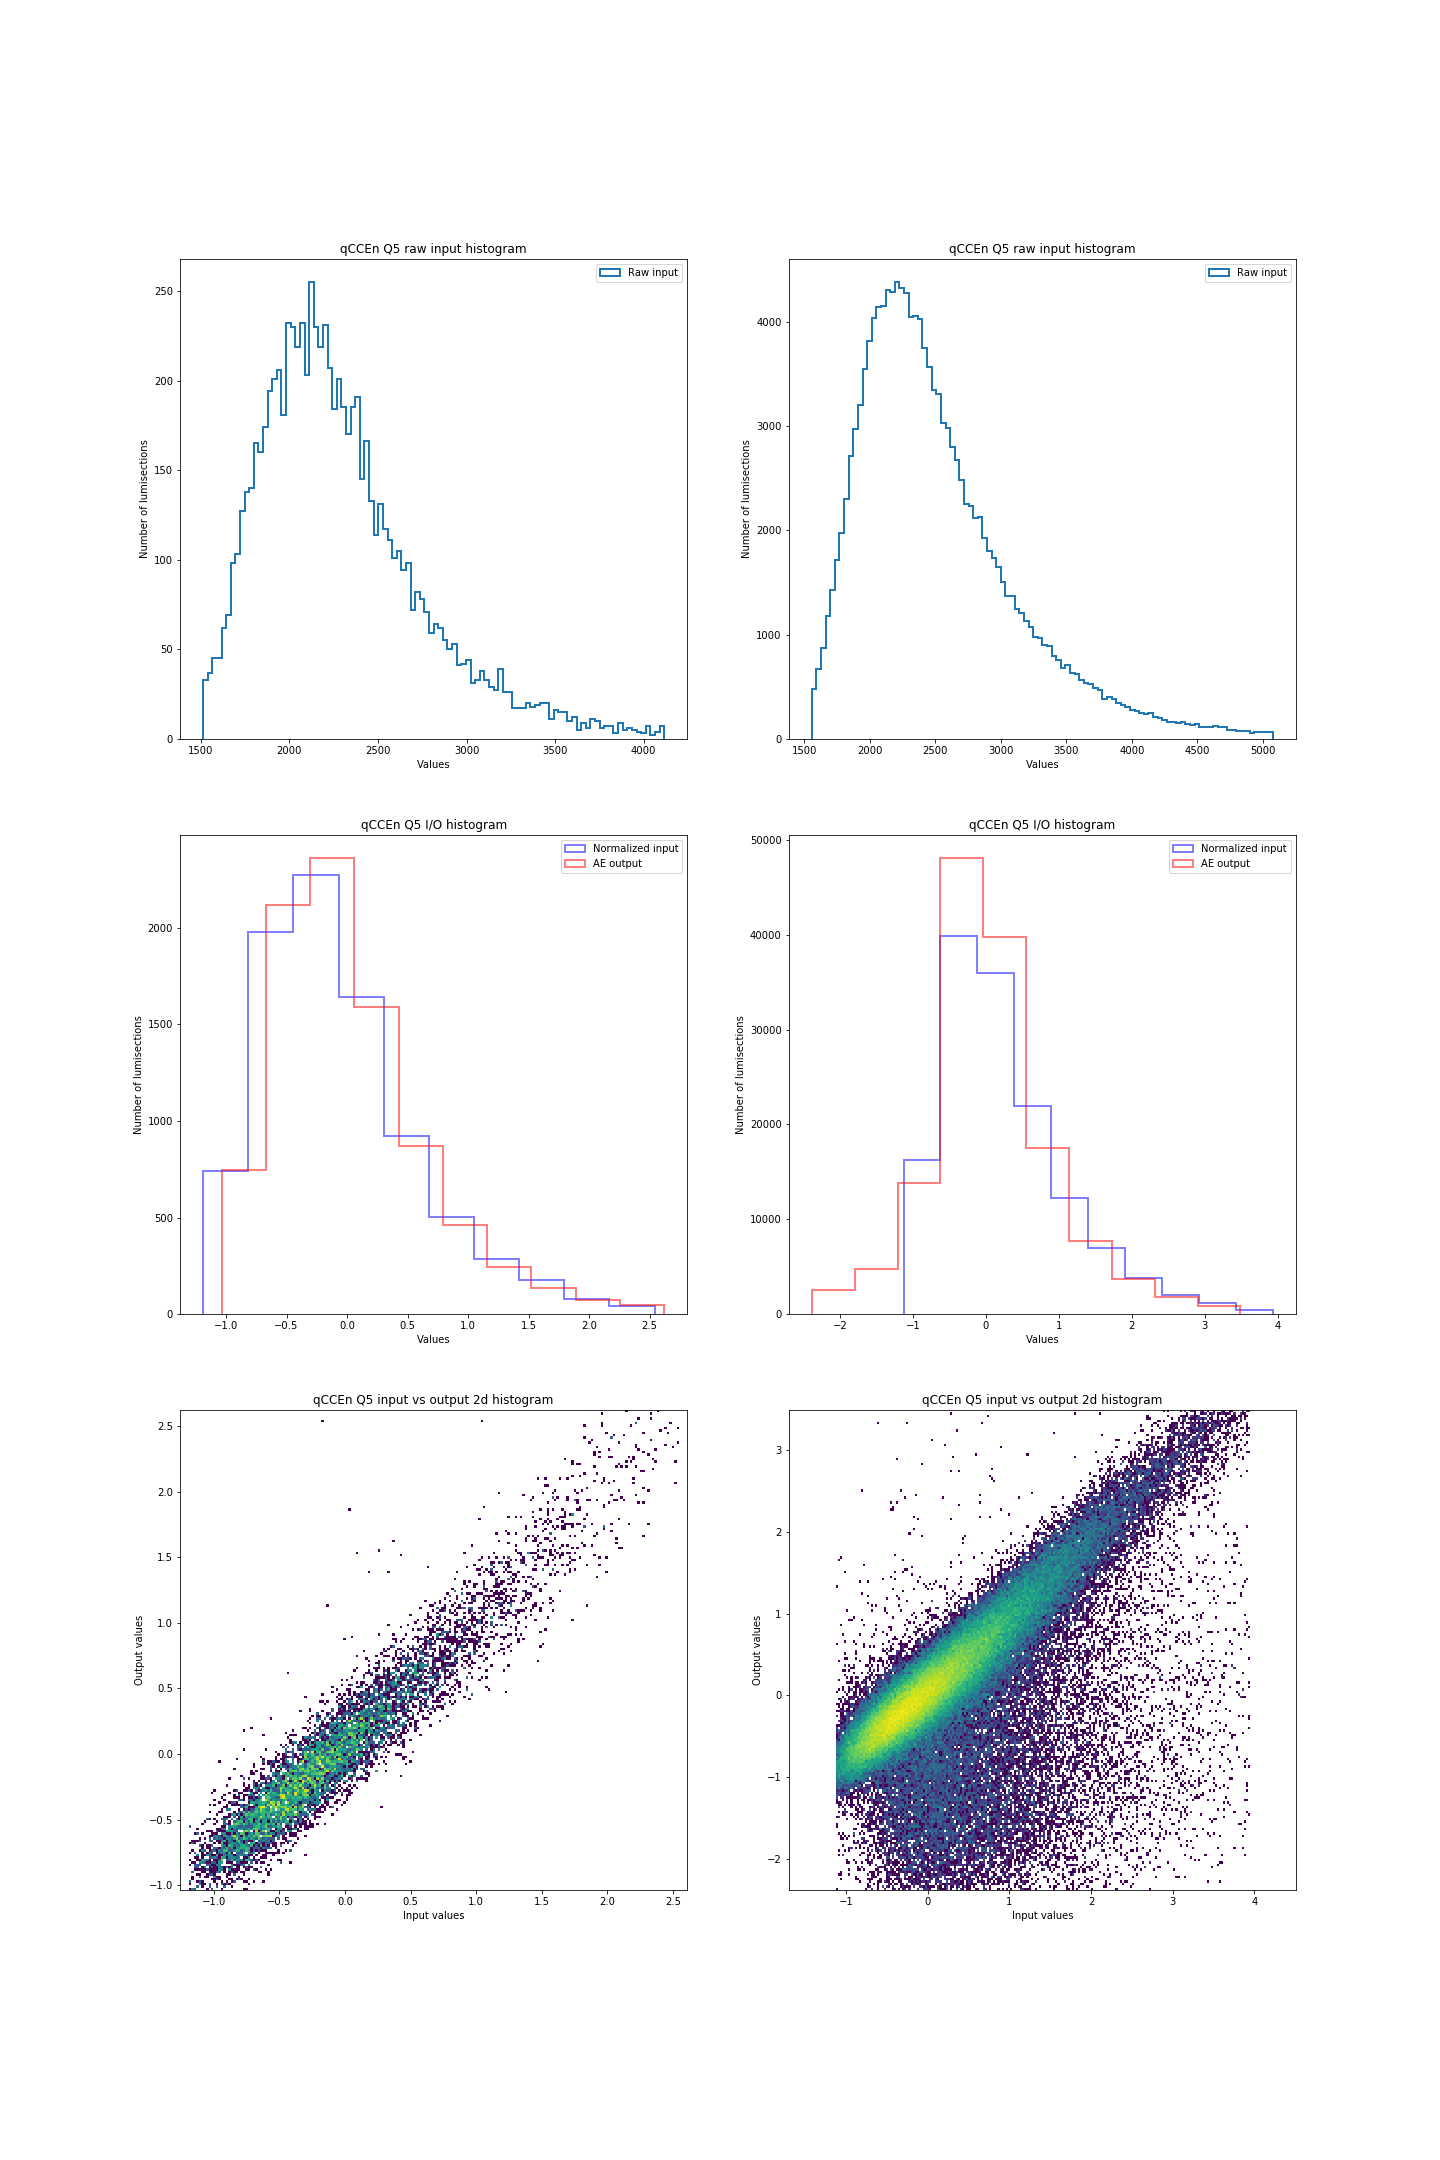 qCCEn Q5 raw input histogram
Raw input
Number of lumisections
250
200
150
100
50
0
1500 2000 2500 3000 3500 4000
Values
qCCEn Q5 raw input histogram
Raw input
Number of lumisections
4000
3000
2000
1000
0
1500 2000 2500 3000 3500 4000 4500 5000
Values
qCCEn Q5 I/O histogram
Normalized input
AE output
Number of lumisections
2000
1500
1000
500
0
−1.0 −0.5 0.0 0.5 1.0 1.5 2.0 2.5
Values
qCCEn Q5 I/O histogram
Normalized input
AE output
Number of lumisections
50000
40000
30000
20000
10000
0
−2 −1 0 1 2 3 4
Values
qCCEn Q5 input vs output 2d histogram
Output values
2.5
2.0
1.5
1.0
0.5
0.0
−0.5
−1.0
−1.0 −0.5 0.0 0.5 1.0 1.5 2.0 2.5
Input values
qCCEn Q5 input vs output 2d histogram
Output values
3
2
1
0
−1
−2
−1 0 1 2 3 4
Input values